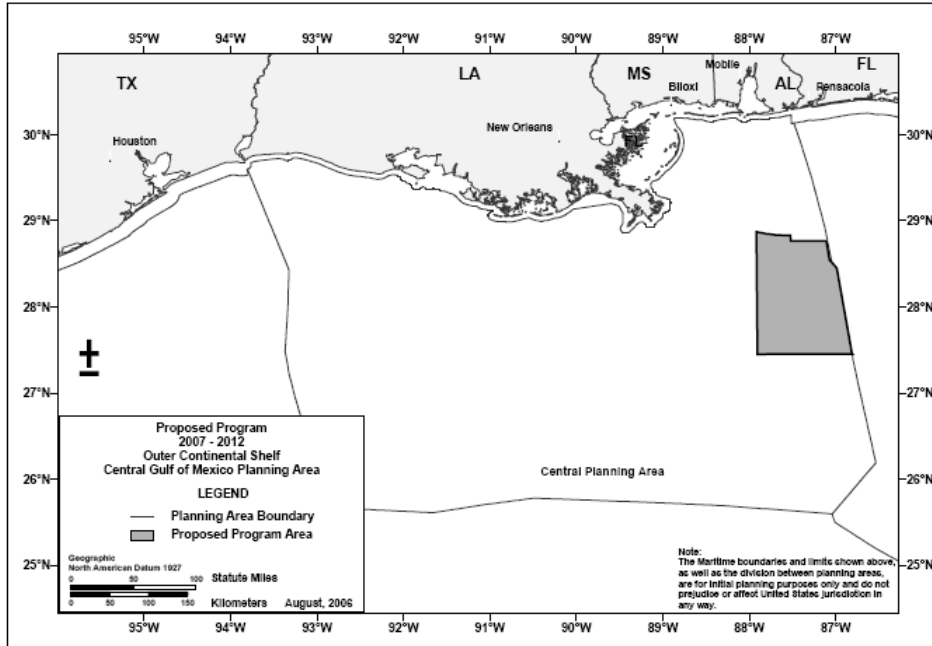 95°W 94°W 93°W 92°W 91°W 90°W 89°W 88°W 87°W
TX LA MS Mobile AL FL
Biloxi Pensacola
New Orleans
30°N FL 30°N
Houston
29°N 29°N
28°N 28°N
27°N 27°N
26°N 26°N
25°N 25°N
Central Planning Area
Proposed Program
2007 - 2012
Outer Continental Shelf
Central Gulf of Mexico Planning Area
LEGEND
Planning Area Boundary
Proposed Program Area
Geographic
North American Datum 1927
0 50 100 Statute Miles
0 50 100 150 Kilometers August, 2006
Note:
The Maritime boundaries and limits shown above,
as well as the division between planning areas,
are for initial planning purposes only and do not
prejudice or affect United States jurisdiction in
any way.
95°W 94°W 93°W 92°W 91°W 90°W 89°W 88°W 87°W